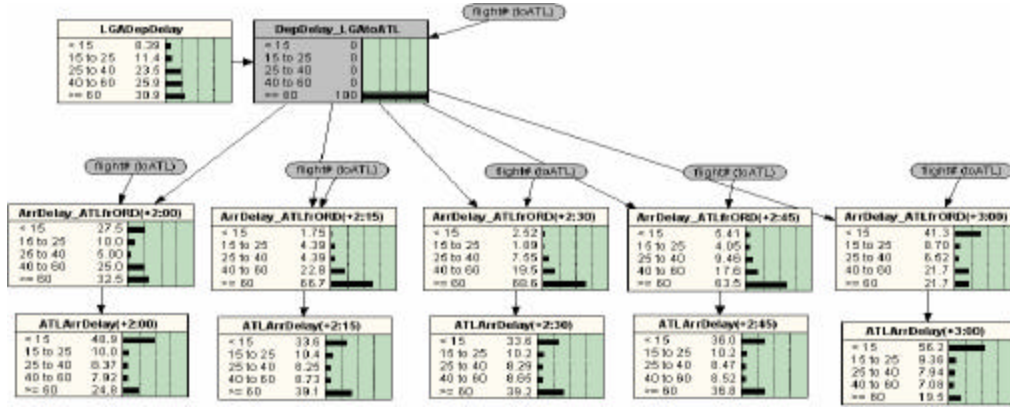 flight# (toATL)
LGADepDelay
< 15 8.39
15 to 25 11.4
25 to 40 23.5
40 to 60 25.9
>= 60 30.9
DepDelay_LGAtoATL
< 15 0
15 to 25 0
25 to 40 0
40 to 60 0
>= 60 100
flight# (toATL)
flight# (toATL)
flight# (toATL)
flight# (toATL)
flight# (toATL)
ArrDelay_ATLfrORD(+2:00)
< 15 27.5
15 to 25 10.0
25 to 40 5.00
40 to 60 25.0
>= 60 32.5
ArrDelay_ATLfrORD(+2:15)
< 15 1.75
15 to 25 4.39
25 to 40 4.39
40 to 60 22.8
>= 60 66.7
ArrDelay_ATLfrORD(+2:30)
< 15 2.52
15 to 25
25 to 40 7.55
40 to 60 19.5
>= 60 68.6
ArrDelay_ATLfrORD(+2:45)
< 15 5.41
15 to 25 4.05
25 to 40 9.46
40 to 60 17.6
>= 60 63.5
ArrDelay_ATLfrORD(+3:00)
< 15 41.3
15 to 25 8.70
25 to 40 6.52
40 to 60 21.7
>= 60 21.7
ATLArrDelay(+2:00)
< 15 48.9
15 to 25 10.0
25 to 40 8.37
40 to 60 7.92
>= 60 24.8
ATLArrDelay(+2:15)
< 15 33.6
15 to 25 10.4
25 to 40 8.25
40 to 60 8.73
>= 60 39.1
ATLArrDelay(+2:30)
< 15 33.6
15 to 25 10.2
25 to 40 8.29
40 to 60 8.66
>= 60 39.2
ATLArrDelay(+2:45)
< 15 36.0
15 to 25 10.2
25 to 40 8.47
40 to 60 8.52
>= 60 36.8
ATLArrDelay(+3:00)
< 15 56.2
15 to 25 9.36
25 to 40 7.94
40 to 60 7.08
>= 60 19.5